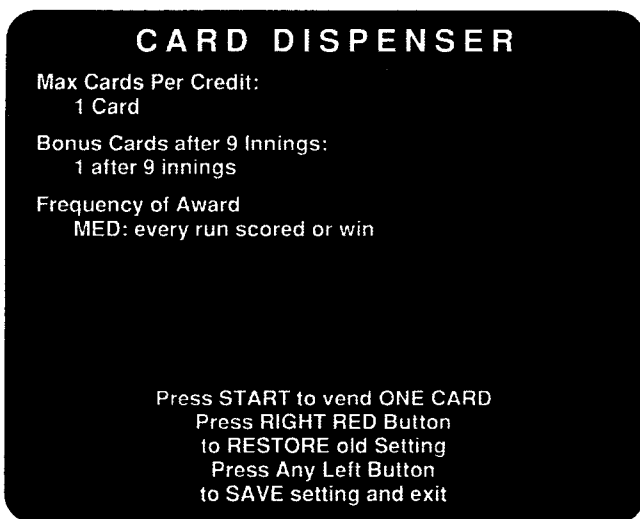 CARD DISPENSER
Max Cards Per Credit:
1 Card
Bonus Cards after 9 Innings:
1 after 9 innings
Frequency of Award
MED: every run scored or win
Press START to vend ONE CARD
Press RIGHT RED Button
to RESTORE old Setting
Press Any Left Button
to SAVE setting and exit